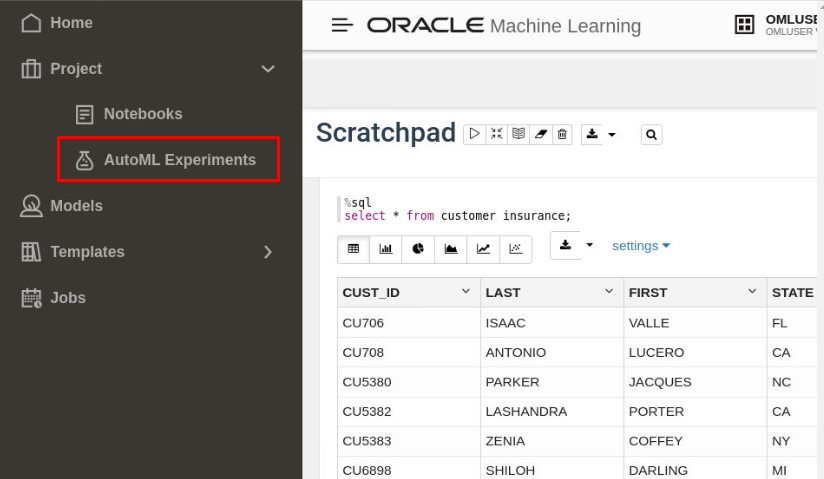 Home
Project
Notebooks
AutoML Experiments
Models
Templates
Jobs
ORACLE Machine Learning
OMLUSE
OMLUSER
Scratchpad
%sql
select * from customer insurance;
settings
CUST_ID LAST FIRST STATE
CU706 ISAAC VALLE FL
CU708 ANTONIO LUCERO CA
CU5380 PARKER JACQUES NC
CU5382 LASHANDRA PORTER CA
CU5383 ZENIA COFFEY NY
CU6898 SHILOH DARLING MI